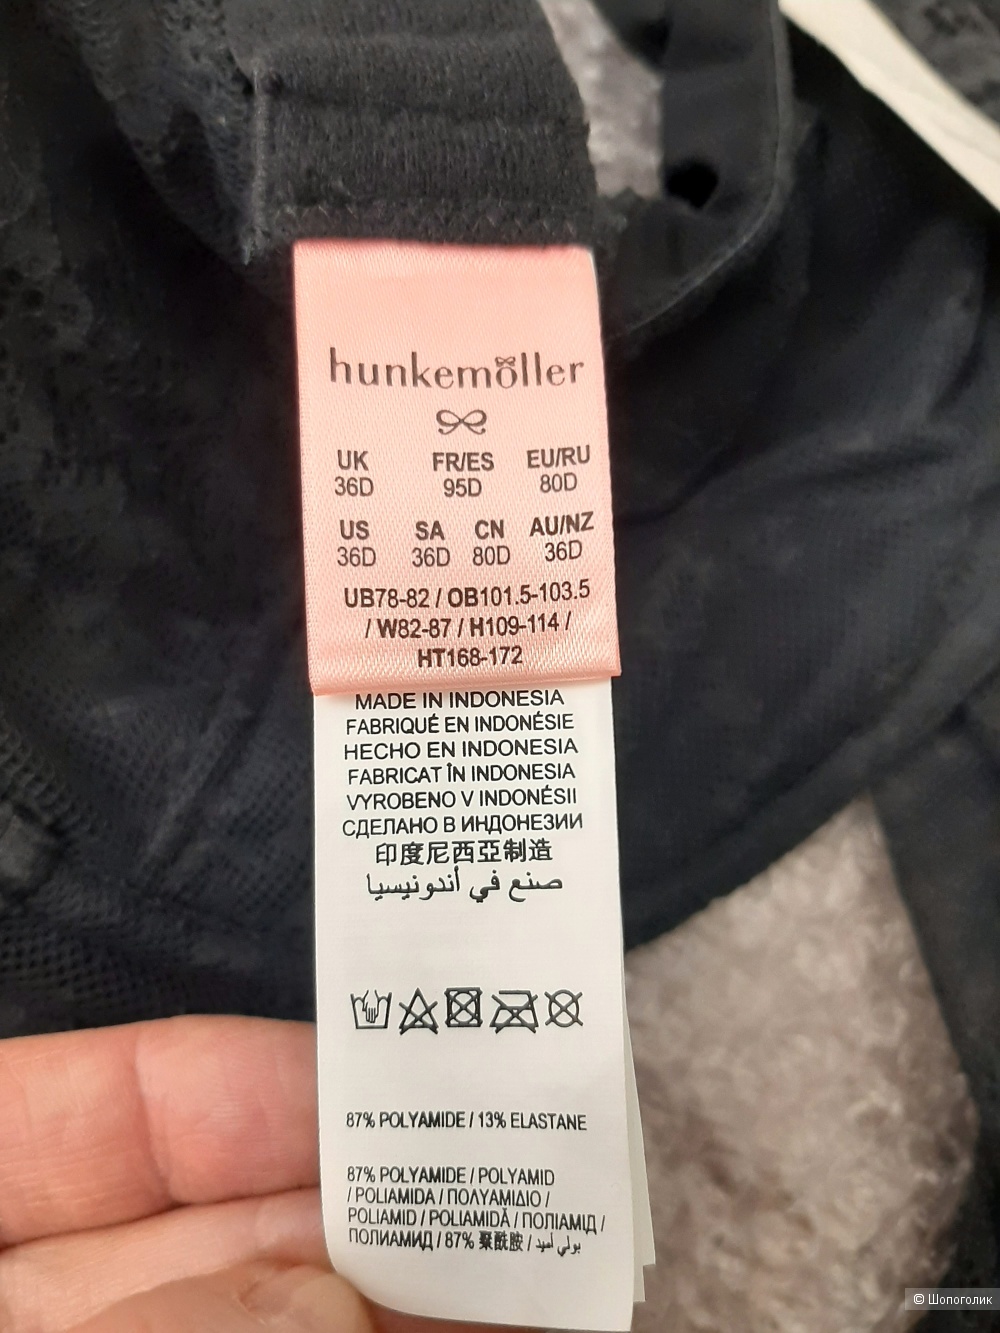 hunkemöller
UK FR/ES EU/RU
36D 95D 80D
US SA CN AU/NZ
36D 36D 80D 36D
UB78-82 / OB101.5-103.5
/ W82-87 / H109-114 /
HT168-172
MADE IN INDONESIA
FABRIQUÉ EN INDONÉSIE
HECHO EN INDONESIA
FABRICAT ÎN INDONESIA
VYROBENO V INDONÉSII
СДЕЛАНО В ИНДОНЕЗИИ
印度尼西亞制造
صنع في أندونيسيا
87% POLYAMIDE / 13% ELASTANE
87% POLYAMIDE / POLYAMID
/ POLIAMIDA / ΠΟΛΥΑΜΙΔΙΟ /
POLIAMID / POLIAMIDĂ / ПОЛІАМІД /
ПОЛИАМИД / 87% 聚酰胺 / بولي أميد
© Шопоголик